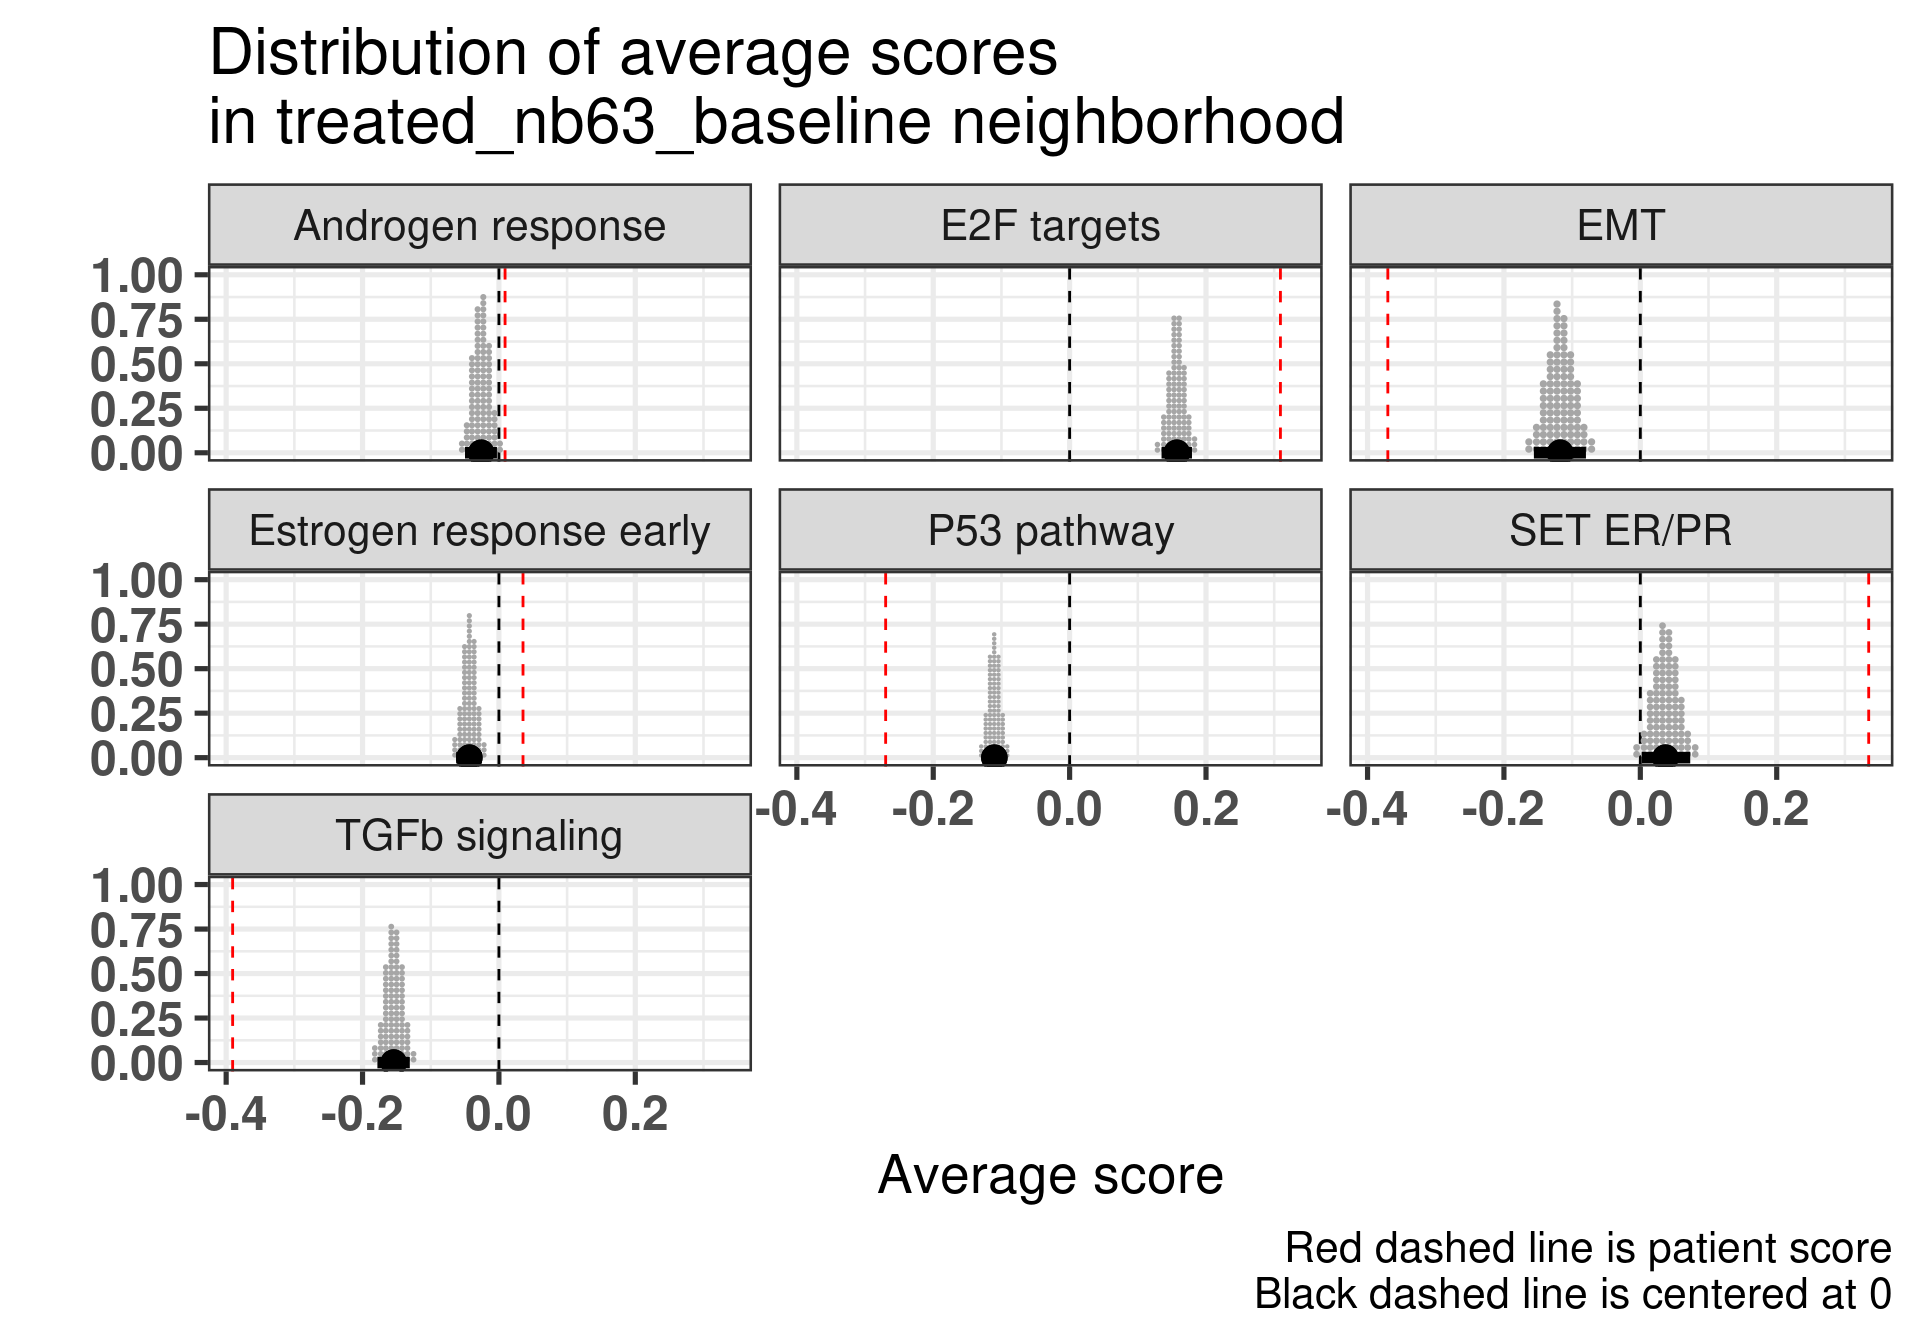 Distribution of average scores
in treated_nb63_baseline neighborhood
Androgen response
E2F targets
EMT
1.00
0.75
0.50
0.25
0.00
Estrogen response early
P53 pathway
SET ER/PR
1.00
0.75
0.50
0.25
0.00
-0.4 -0.2 0.0 0.2
-0.4 -0.2 0.0 0.2
TGFb signaling
1.00
0.75
0.50
0.25
0.00
-0.4 -0.2 0.0 0.2
Average score
Red dashed line is patient score
Black dashed line is centered at 0